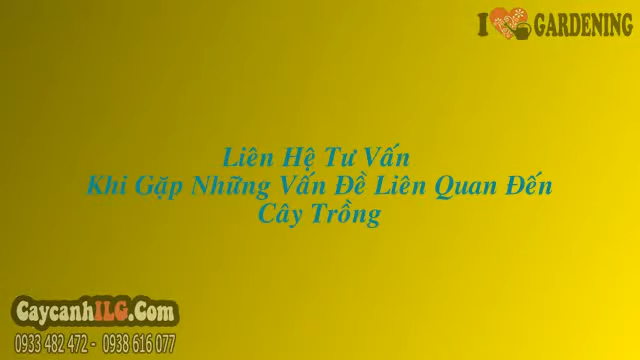 I GARDENING
Liên Hệ Tư Vấn
Khi Gặp Những Vấn Đề Liên Quan Đến
Cây Trồng
CaycanhILG.Com
0933 482 472 - 0938 616 077